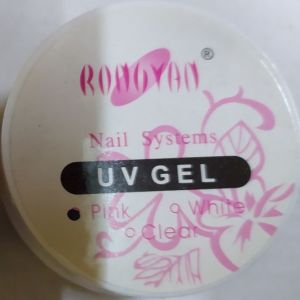 RONGYAN®
Nail Systems
UV GEL
Pink White
Clear